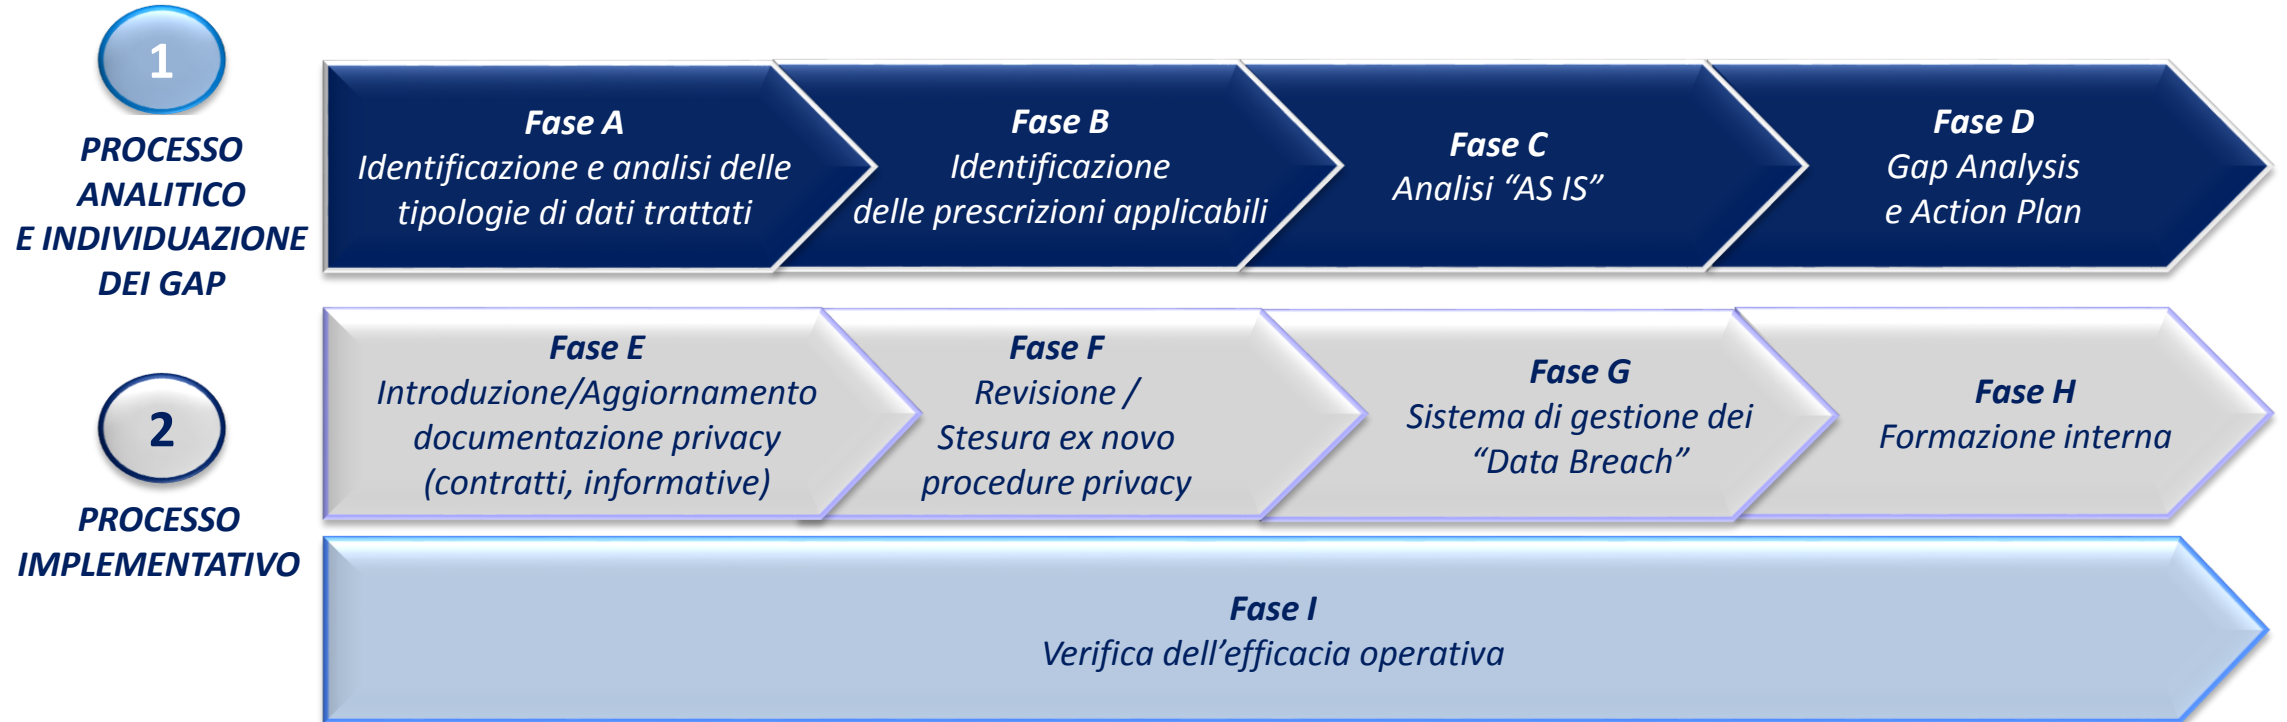 1
PROCESSO
ANALITICO
E INDIVIDUAZIONE
DEI GAP
Fase A
Identificazione e analisi delle
tipologie di dati trattati
Fase B
Identificazione
delle prescrizioni applicabili
Fase C
Analisi “AS IS”
Fase D
Gap Analysis
e Action Plan
2
PROCESSO
IMPLEMENTATIVO
Fase E
Introduzione/Aggiornamento
documentazione privacy
(contratti, informative)
Fase F
Revisione /
Stesura ex novo
procedure privacy
Fase G
Sistema di gestione dei
“Data Breach”
Fase H
Formazione interna
Fase I
Verifica dell’efficacia operativa